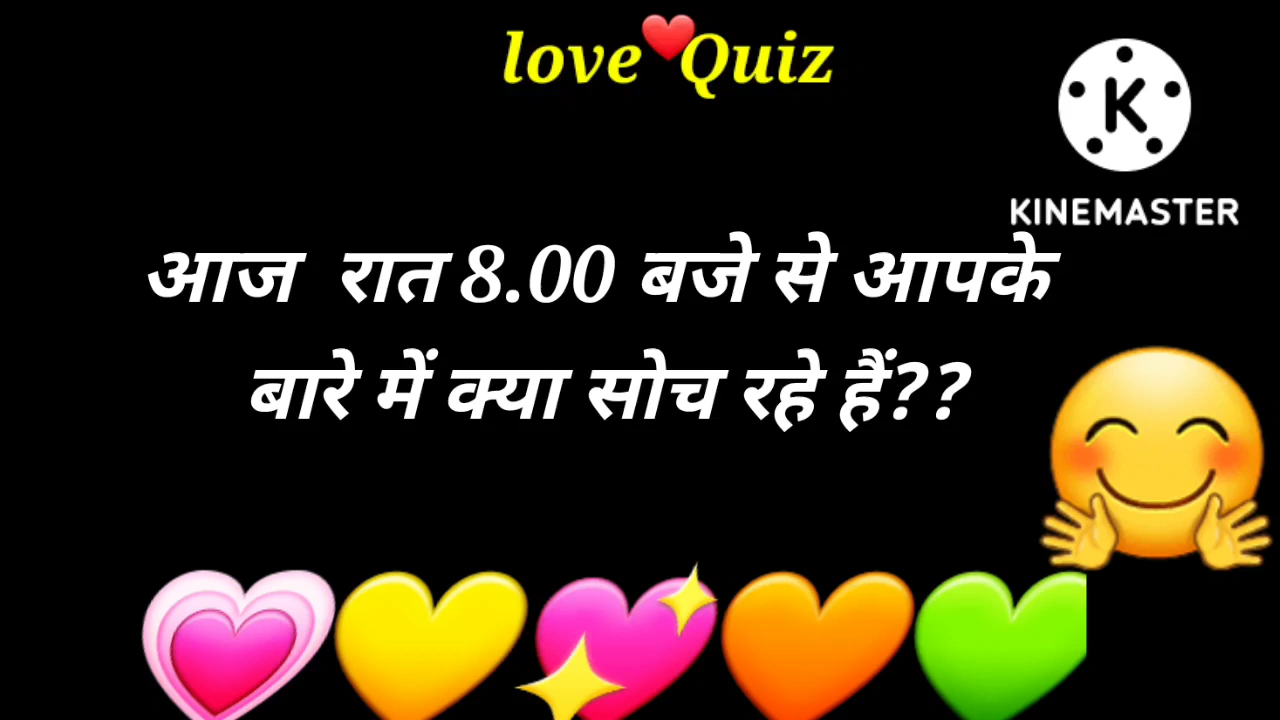 love Quiz
KINEMASTER
आज रात 8.00 बजे से आपके
बारे में क्या सोच रहे हैं??